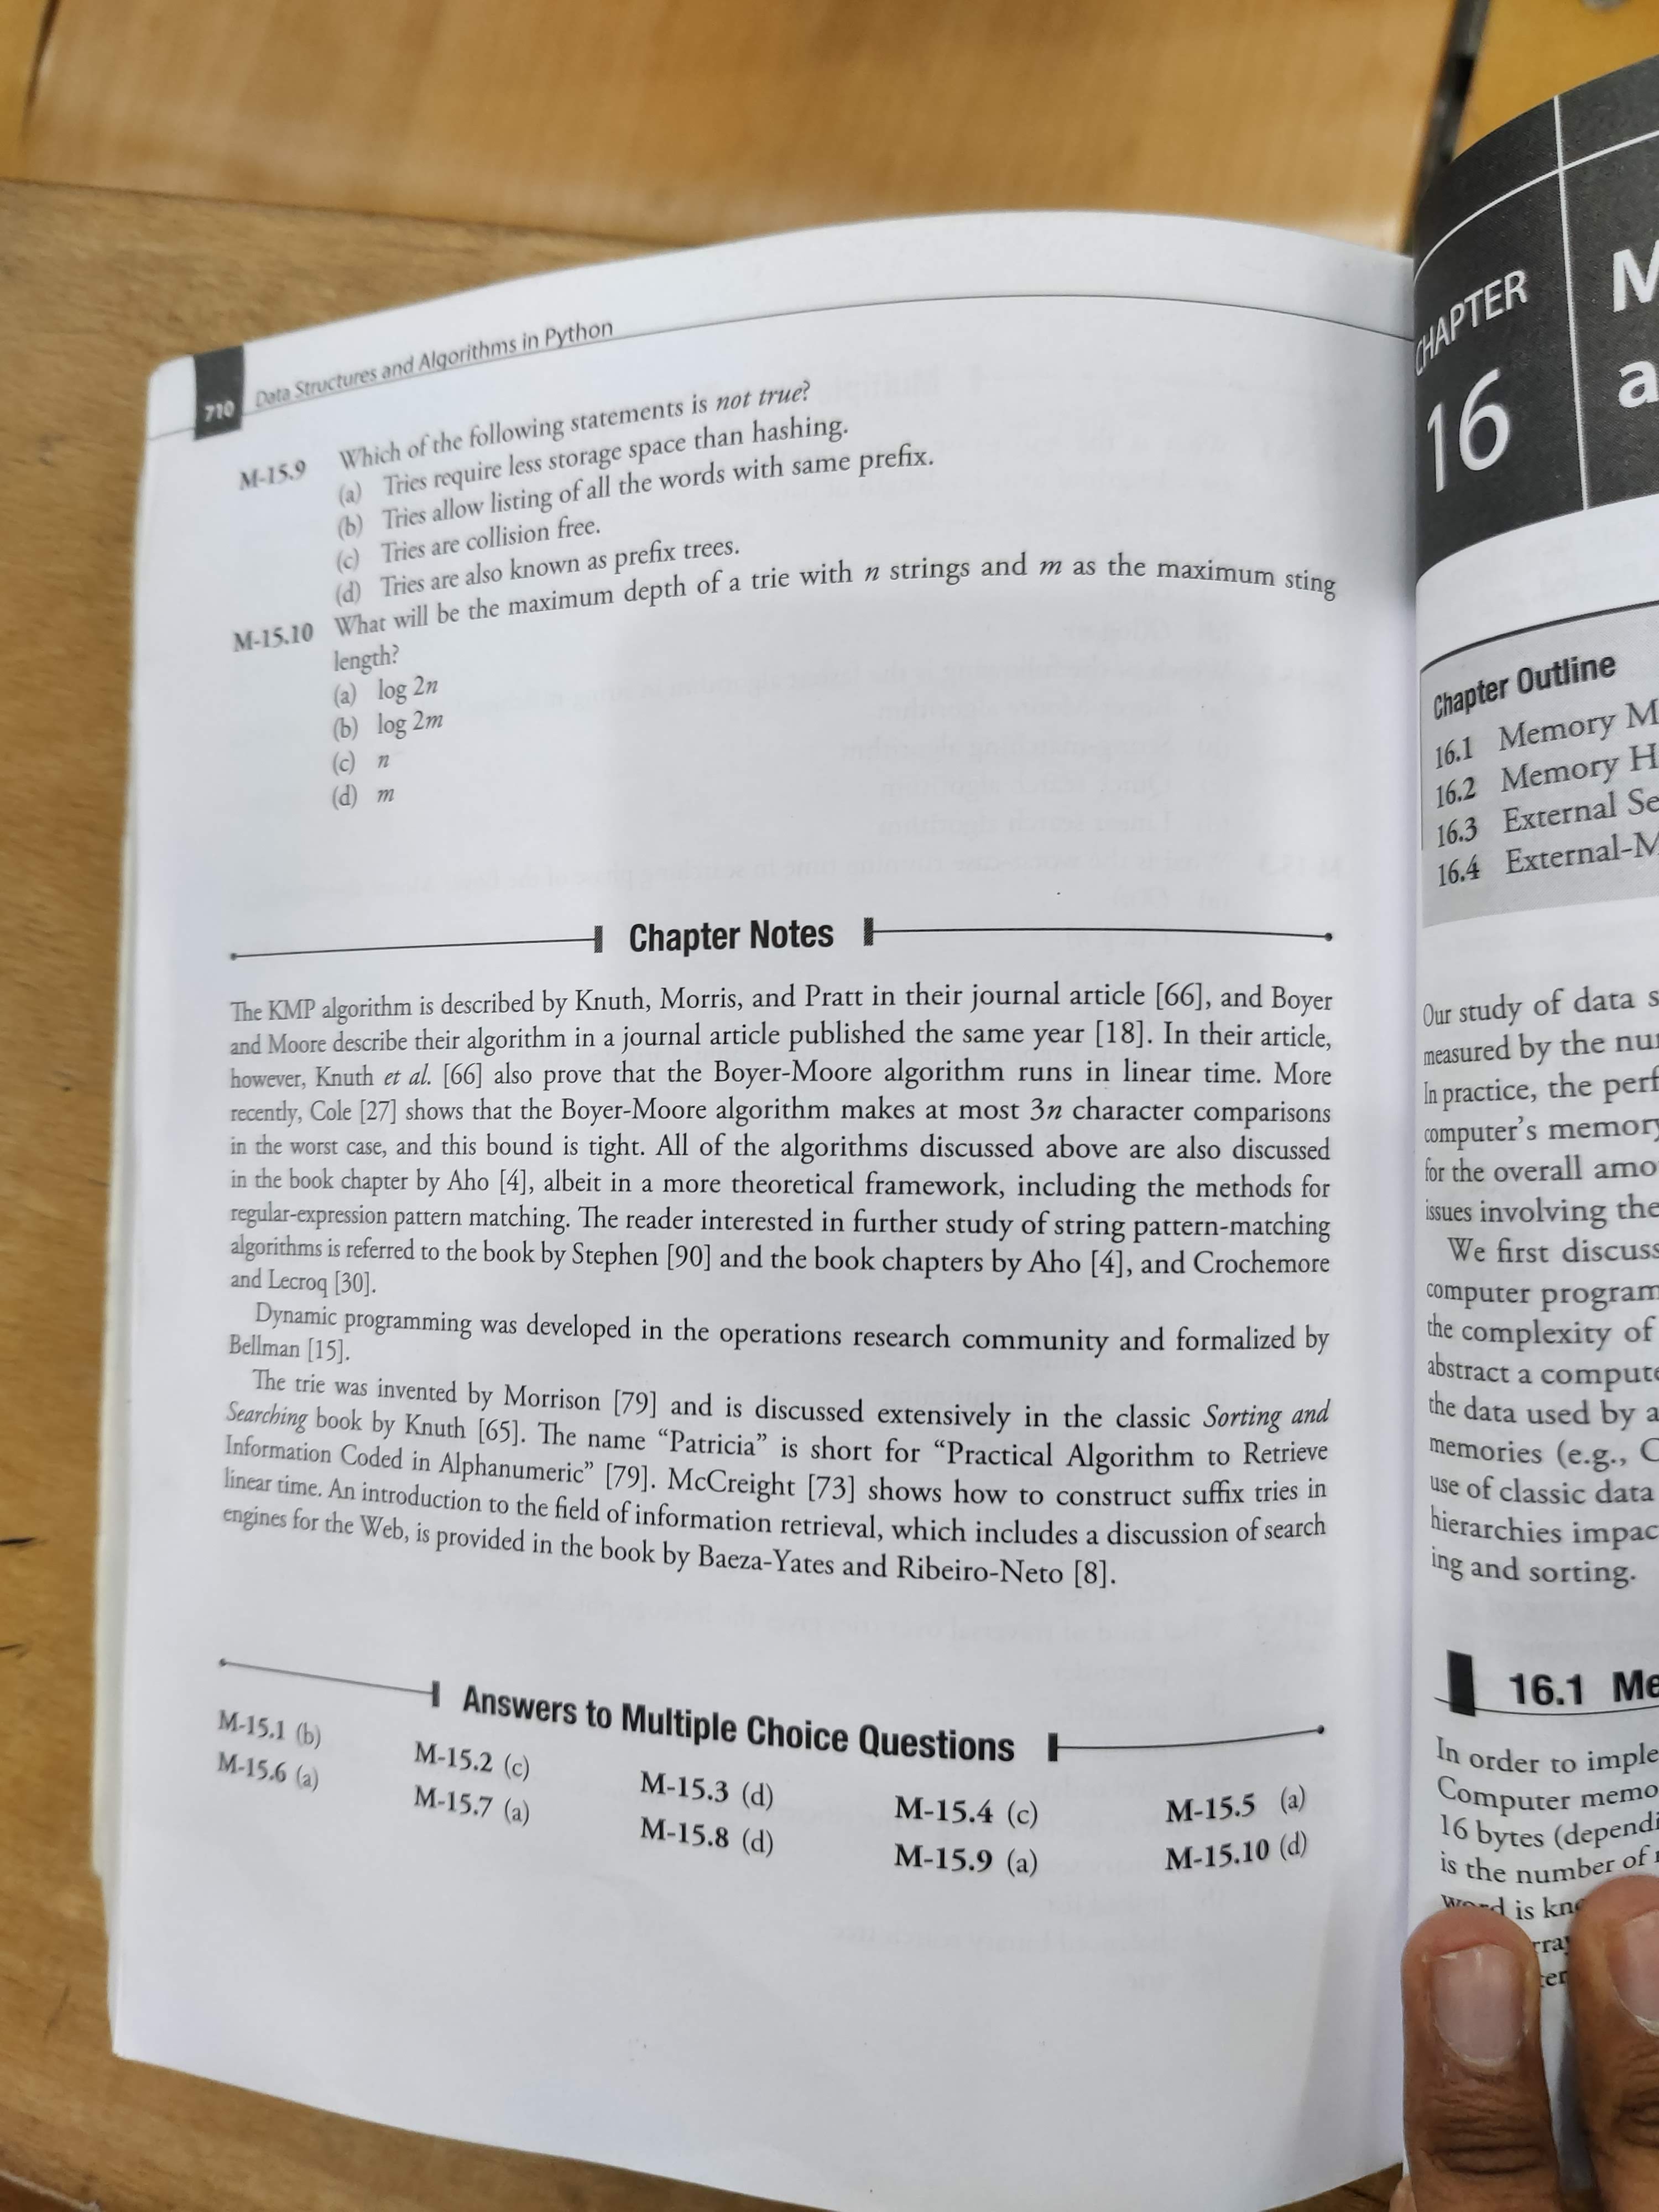 710 Data Structures and Algorithms in Python
M-15.9 Which of the following statements is not true?
(a) Tries require less storage space than hashing.
(b) Tries allow listing of all the words with same prefix.
(c) Tries are collision free.
(d) Tries are also known as prefix trees.
M-15.10 What will be the maximum depth of a trie with n strings and m as the maximum sting
length?
(a) log 2n
(b) log 2m
(c) n
(d) m
Chapter Notes
The KMP algorithm is described by Knuth, Morris, and Pratt in their journal article [66], and Boyer
and Moore describe their algorithm in a journal article published the same year [18]. In their article,
however, Knuth et al. [66] also prove that the Boyer-Moore algorithm runs in linear time. More
recently, Cole [27] shows that the Boyer-Moore algorithm makes at most 3n character comparisons
in the worst case, and this bound is tight. All of the algorithms discussed above are also discussed
in the book chapter by Aho [4], albeit in a more theoretical framework, including the methods for
regular-expression pattern matching. The reader interested in further study of string pattern-matching
algorithms is referred to the book by Stephen [90] and the book chapters by Aho [4], and Crochemore
and Lecroq [30].
Dynamic programming was developed in the operations research community and formalized by
Bellman [15].
The trie was invented by Morrison [79] and is discussed extensively in the classic Sorting and
Searching book by Knuth [65]. The name “Patricia” is short for “Practical Algorithm to Retrieve
Information Coded in Alphanumeric” [79]. McCreight [73] shows how to construct suffix tries in
linear time. An introduction to the field of information retrieval, which includes a discussion of search
engines for the Web, is provided in the book by Baeza-Yates and Ribeiro-Neto [8].
Answers to Multiple Choice Questions
M-15.1 (b) M-15.2 (c) M-15.3 (d) M-15.4 (c) M-15.5 (a)
M-15.6 (a) M-15.7 (a) M-15.8 (d) M-15.9 (a) M-15.10 (d)
CHAPTER
16
Chapter Outline
16.1 Memory
16.2 Memory
16.3 External
16.4 External-
Our study of data
measured by the
In practice, the
computer's memory
for the overall
issues involving the
We first discuss
computer
the complexity of
abstract a
the data used by a
memories (e.g.,
use of classic data
hierarchies
ing and sorting.
16.1
In order to
Computer
16 bytes
is the number of
is